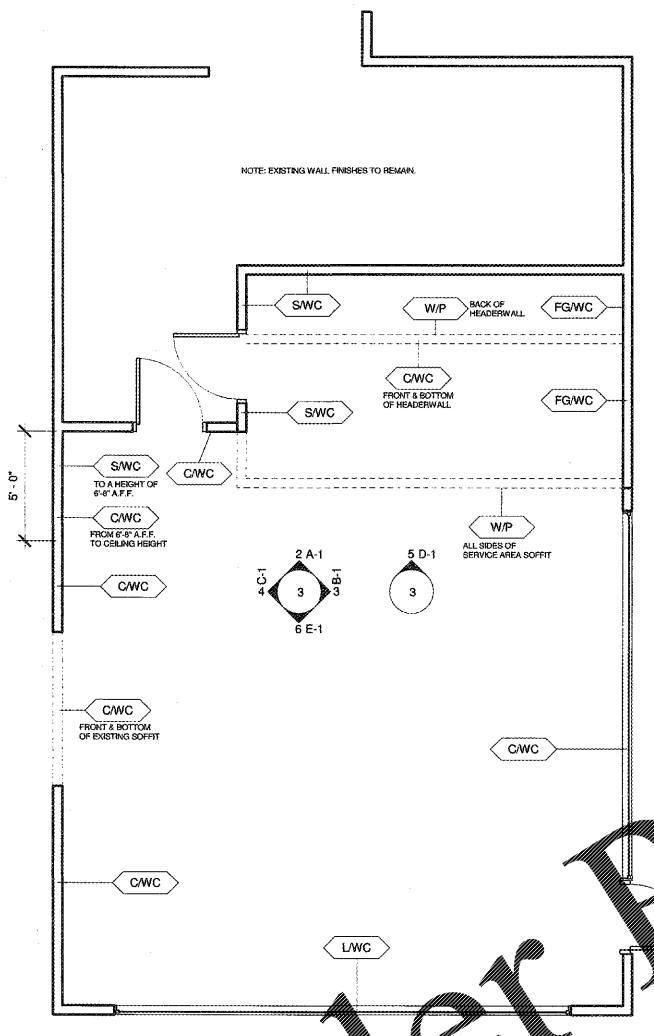 NOTE: EXISTING WALL FINISHES TO REMAIN.
S/WC
W/P
BACK OF
HEADERWALL
FG/WC
C/WC
FRONT & BOTTOM
OF HEADERWALL
S/WC
FG/WC
C/WC
5' - 0"
S/WC
TO A HEIGHT OF
6'-8" A.F.F.
C/WC
FROM 6'-8" A.F.F.
TO CEILING HEIGHT
W/P
ALL SIDES OF
SERVICE AREA SOFFIT
C/WC
2 A-1
C-1
4
3
B-1
3
6 E-1
5 D-1
3
C/WC
FRONT & BOTTOM
OF EXISTING SOFFIT
C/WC
C/WC
L/WC